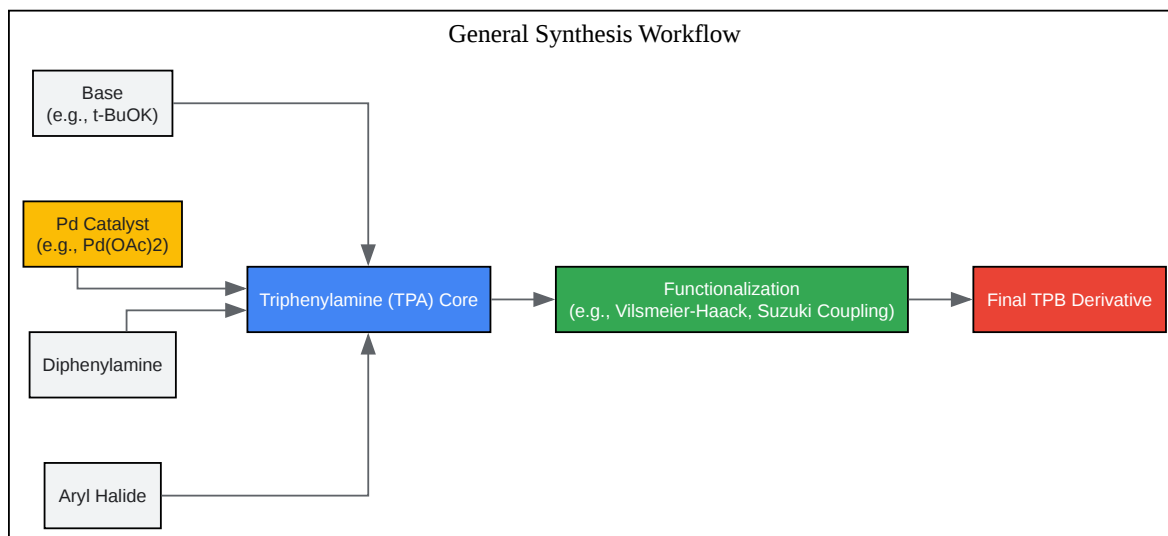 General Synthesis Workflow
Base
(e.g., t-BuOK)
Pd Catalyst
(e.g., Pd(OAc)2)
Triphenylamine (TPA) Core
Functionalization
(e.g., Vilsmeier-Haack, Suzuki Coupling)
Final TPB Derivative
Diphenylamine
Aryl Halide